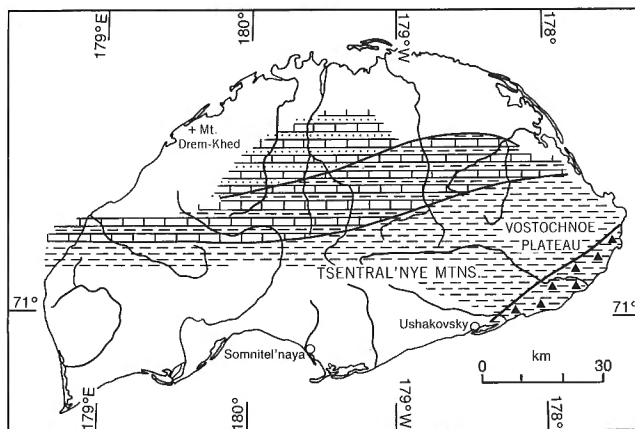 179°E
180°
179°W
178°
+ Mt.
Drem-Khed
VOSTOCHNOE
PLATEAU
TSENTRAL'NYE MTNS.
71°
71°
Ushakovsky
Somnitel'naya
0 30
km
179°E
180°
179°W
178°